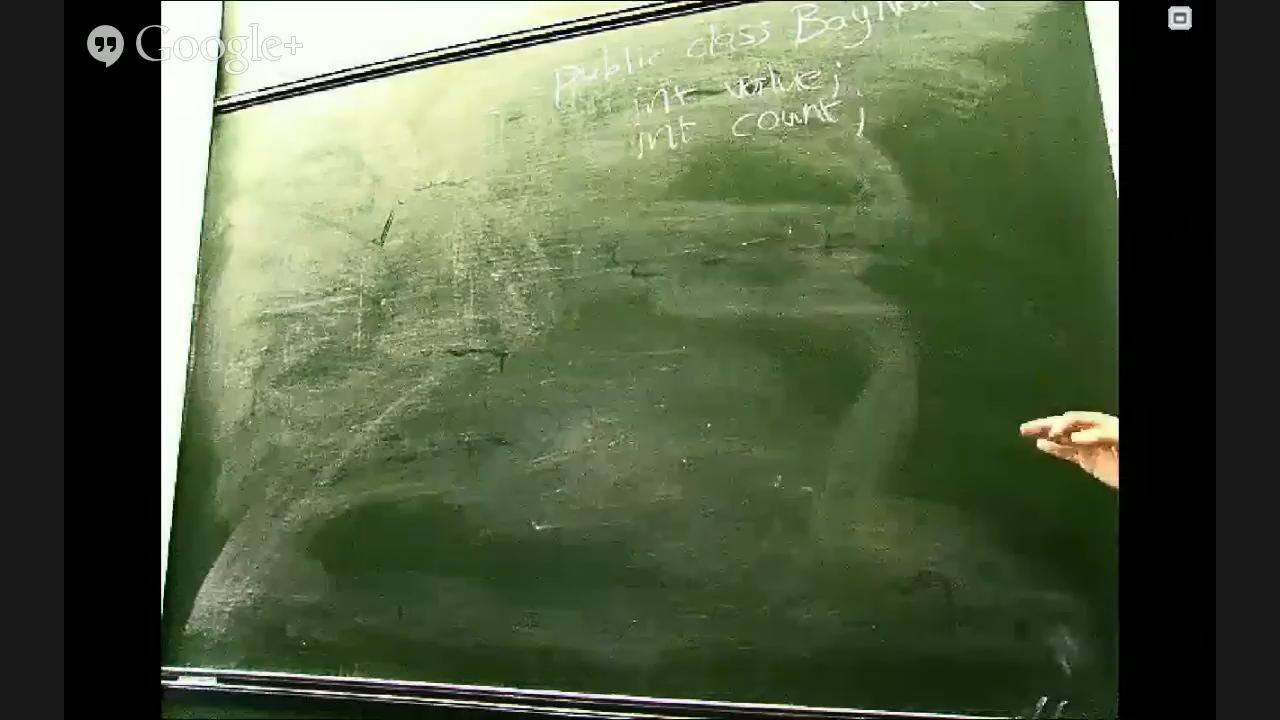 Google+
public class BagNode {
int value;
int count;